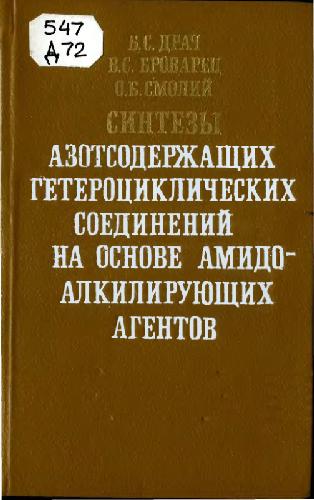 547
Д72
Б.С. ДРАЧ
В.С. БРОВАРЕЦ
О.Б. СМОЛИЙ
СИНТЕЗЫ
АЗОТСОДЕРЖАЩИХ
ГЕТЕРОЦИКЛИЧЕСКИХ
СОЕДИНЕНИЙ
НА ОСНОВЕ АМИДО-
АЛКИЛИРУЮЩИХ
АГЕНТОВ